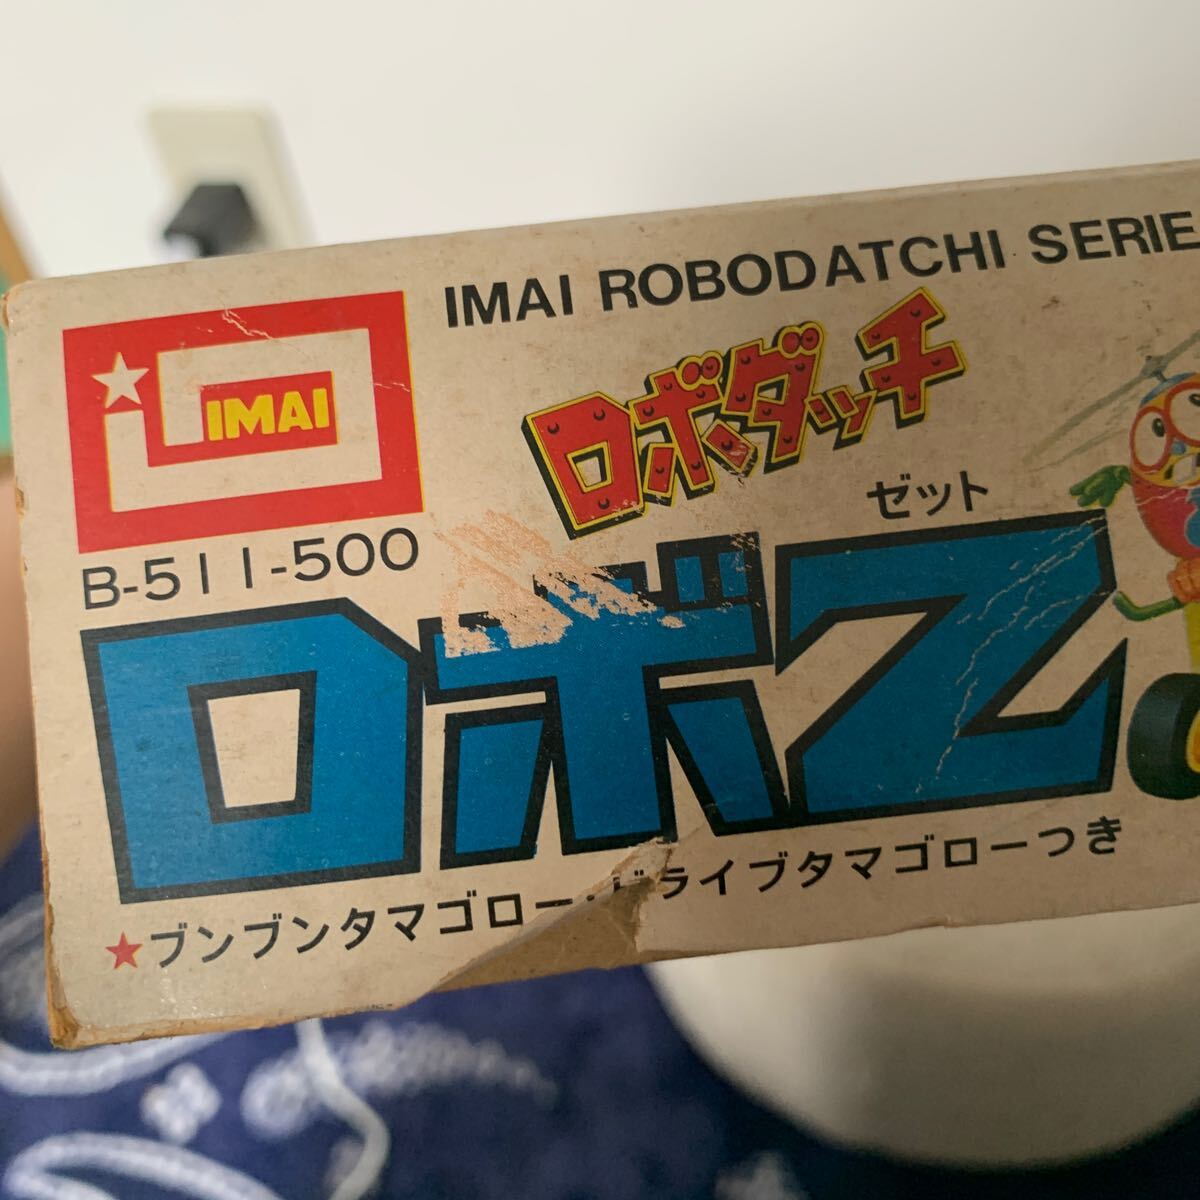 IMAI ROBODATCHI SERIE
IMAI
ロボダッチ
ゼット
B-511-500
ロボZ
★ブンブンタマゴロー・ドライブタマゴローつき